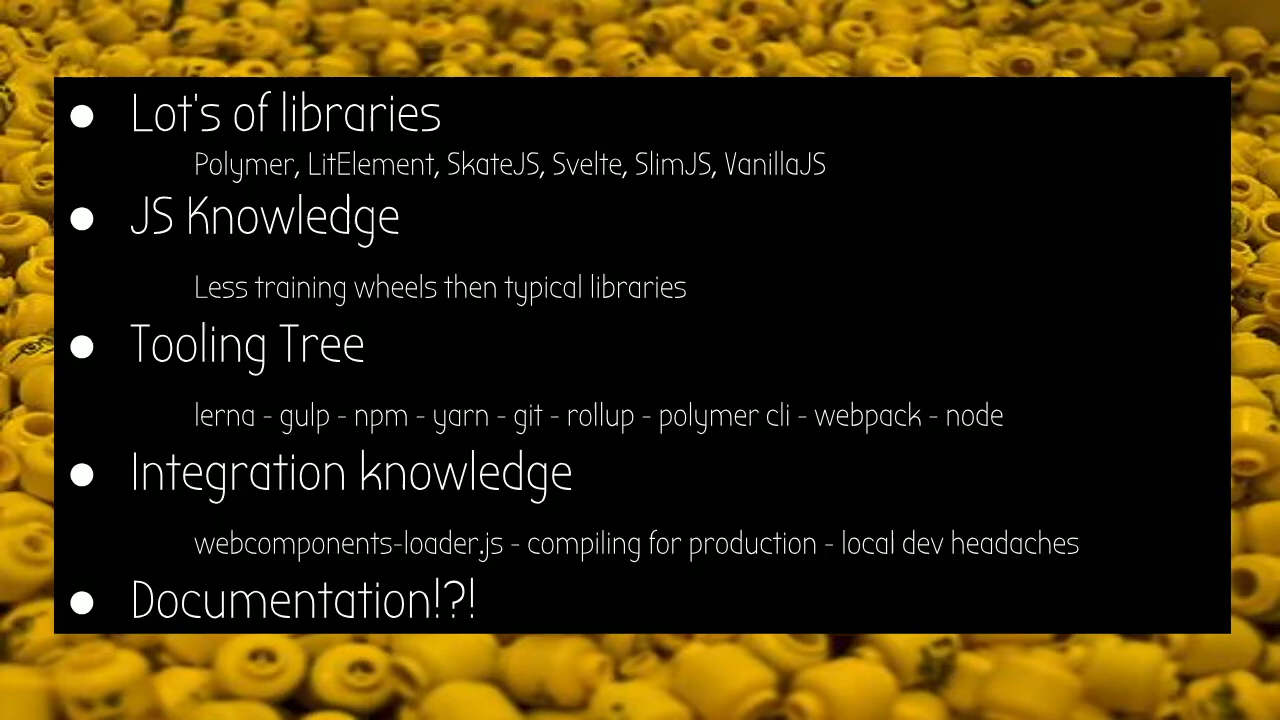 ● Lot's of libraries
Polymer, LitElement, SkateJS, Svelte, SlimJS, VanillaJS
● JS Knowledge
Less training wheels then typical libraries
● Tooling Tree
lerna - gulp - npm - yarn - git - rollup - polymer cli - webpack - node
● Integration knowledge
webcomponents-loader.js - compiling for production - local dev headaches
● Documentation!?!